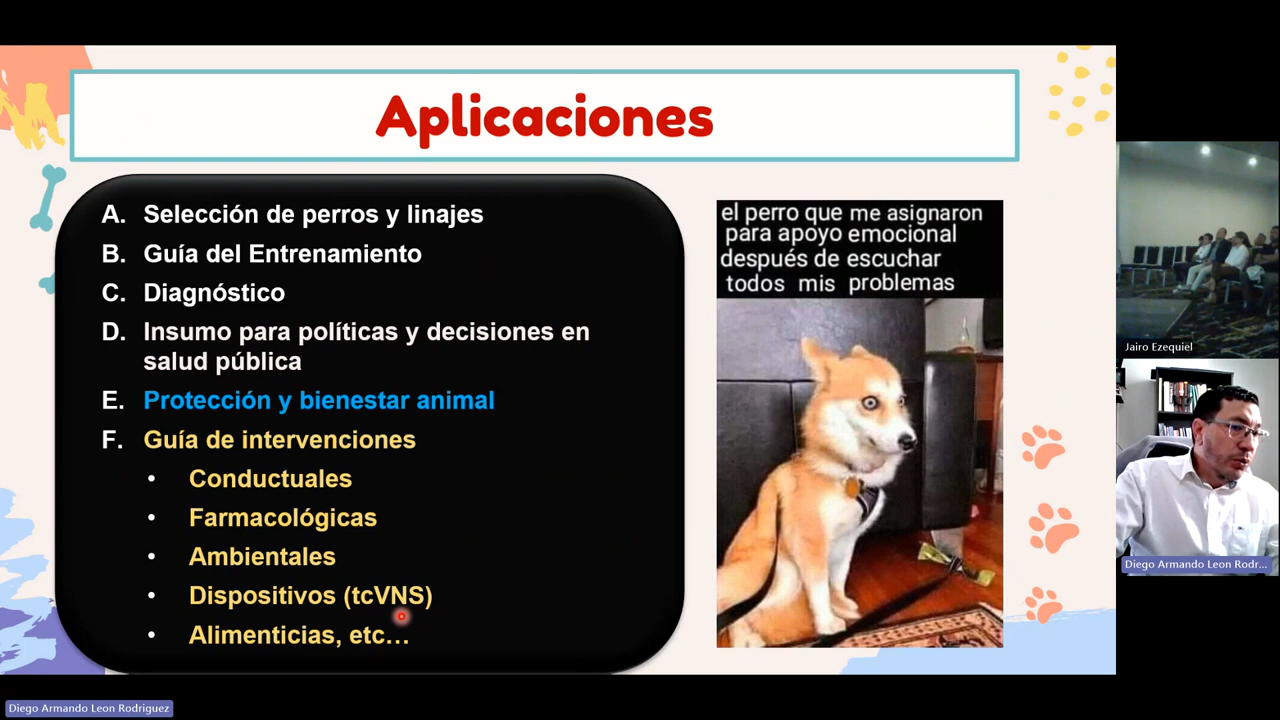 Aplicaciones
A. Selección de perros y linajes
B. Guía del Entrenamiento
C. Diagnóstico
D. Insumo para políticas y decisiones en
salud pública
E. Protección y bienestar animal
F. Guía de intervenciones
• Conductuales
• Farmacológicas
• Ambientales
• Dispositivos (tcVNS)
• Alimenticias, etc...
el perro que me asignaron
para apoyo emocional
después de escuchar
todos mis problemas
Jairo Ezequiel
Diego Armando Leon Rodr...
Diego Armando Leon Rodriguez